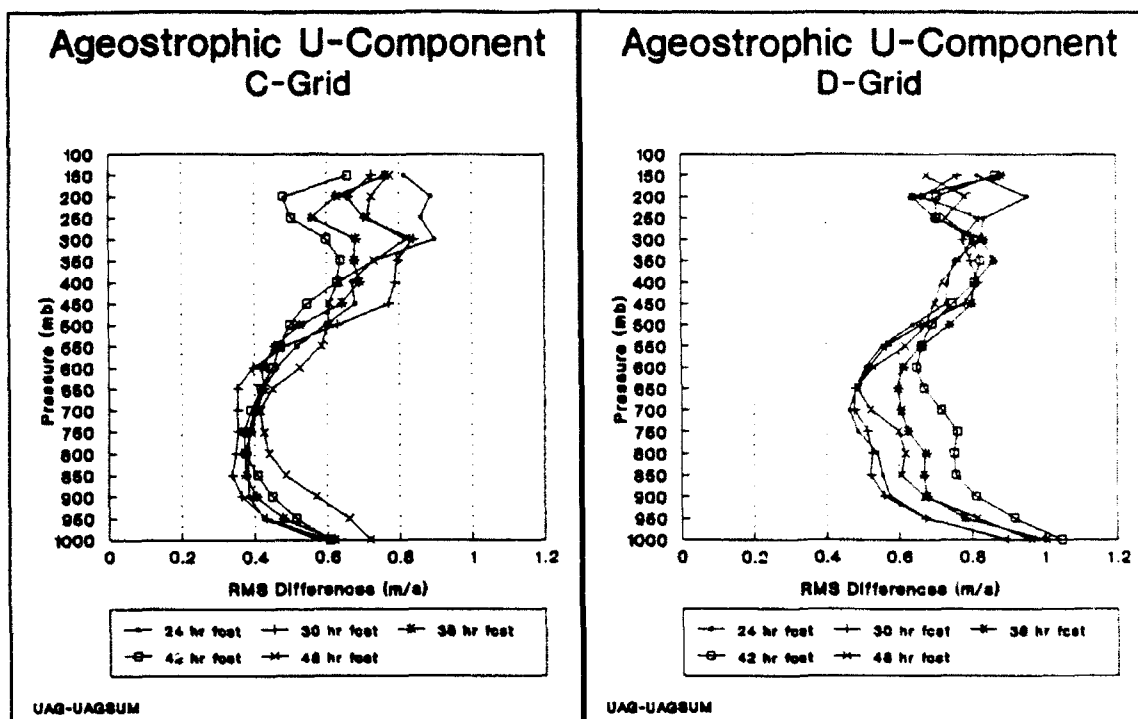 Ageostrophic U-Component
C-Grid
Pressure (mb)
100
150
200
250
300
350
400
450
500
550
600
650
700
750
800
850
900
950
1000
0
0.2
0.4
0.6
0.8
1
1.2
RMS Differences (m/s)
24 hr fcst
30 hr fcst
36 hr fcst
42 hr fcst
48 hr fcst
UAG-UAGSUM
Ageostrophic U-Component
D-Grid
Pressure (mb)
100
150
200
250
300
350
400
450
500
550
600
650
700
750
800
850
900
950
1000
0
0.2
0.4
0.6
0.8
1
1.2
RMS Differences (m/s)
24 hr fcst
30 hr fcst
36 hr fcst
42 hr fcst
48 hr fcst
UAG-UAGSUM